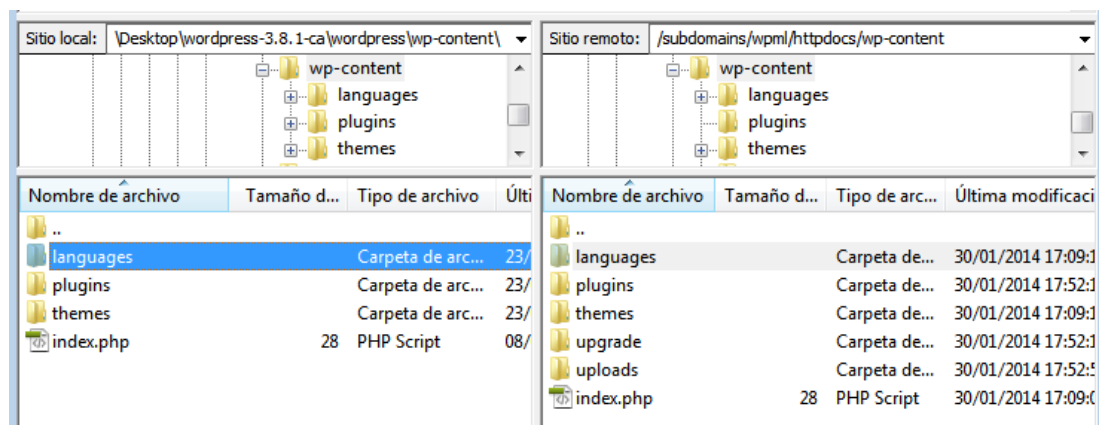 Sitio local: \Desktop\wordpress-3.8.1-ca\wordpress\wp-content\
wp-content
languages
plugins
themes
Nombre de archivo Tamaño d... Tipo de archivo Últi
..
languages Carpeta de arc... 23/
plugins Carpeta de arc... 23/
themes Carpeta de arc... 23/
index.php 28 PHP Script 08/
Sitio remoto: /subdomains/wpml/httpdocs/wp-content
wp-content
languages
plugins
themes
Nombre de archivo Tamaño d... Tipo de arc... Última modificaci
..
languages Carpeta de... 30/01/2014 17:09:1
plugins Carpeta de... 30/01/2014 17:52:1
themes Carpeta de... 30/01/2014 17:09:1
upgrade Carpeta de... 30/01/2014 17:52:1
uploads Carpeta de... 30/01/2014 17:52:5
index.php 28 PHP Script 30/01/2014 17:09:0